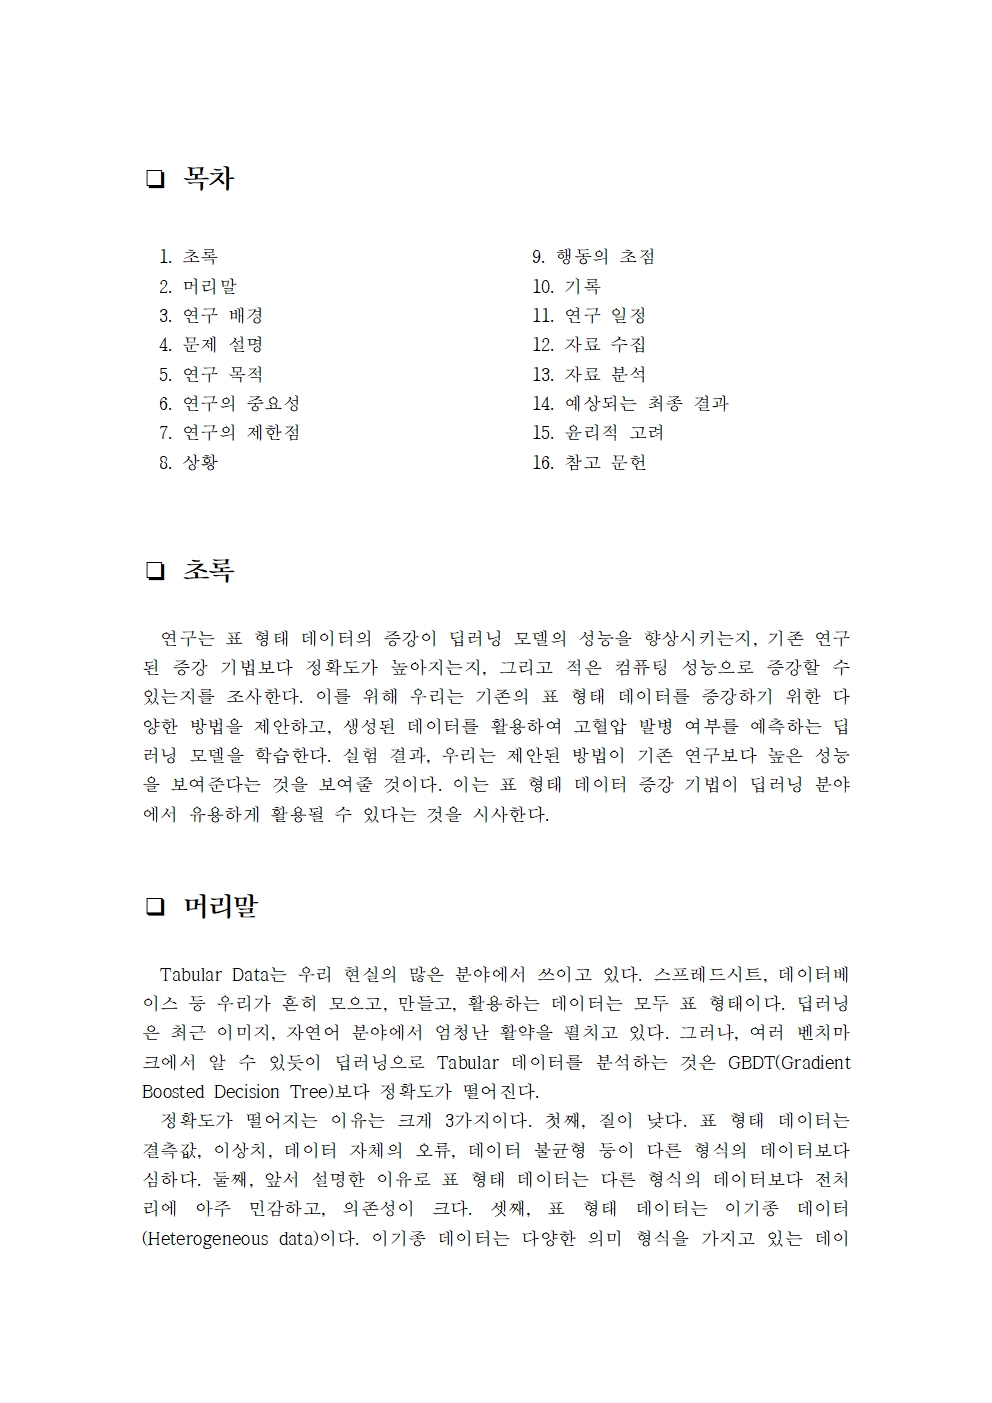 ❏ 목차
1. 초록
2. 머리말
3. 연구 배경
4. 문제 설명
5. 연구 목적
6. 연구의 중요성
7. 연구의 제한점
8. 상황
9. 행동의 초점
10. 기록
11. 연구 일정
12. 자료 수집
13. 자료 분석
14. 예상되는 최종 결과
15. 윤리적 고려
16. 참고 문헌
❏ 초록
연구는 표 형태 데이터의 증강이 딥러닝 모델의 성능을 향상시키는지, 기존 연구
된 증강 기법보다 정확도가 높아지는지, 그리고 적은 컴퓨팅 성능으로 증강할 수
있는지를 조사한다. 이를 위해 우리는 기존의 표 형태 데이터를 증강하기 위한 다
양한 방법을 제안하고, 생성된 데이터를 활용하여 고혈압 발병 여부를 예측하는 딥
러닝 모델을 학습한다. 실험 결과, 우리는 제안된 방법이 기존 연구보다 높은 성능
을 보여준다는 것을 보여줄 것이다. 이는 표 형태 데이터 증강 기법이 딥러닝 분야
에서 유용하게 활용될 수 있다는 것을 시사한다.
❏ 머리말
Tabular Data는 우리 현실의 많은 분야에서 쓰이고 있다. 스프레드시트, 데이터베
이스 등 우리가 흔히 모으고, 만들고, 활용하는 데이터는 모두 표 형태이다. 딥러닝
은 최근 이미지, 자연어 분야에서 엄청난 활약을 펼치고 있다. 그러나, 여러 벤치마
크에서 알 수 있듯이 딥러닝으로 Tabular 데이터를 분석하는 것은 GBDT(Gradient
Boosted Decision Tree)보다 정확도가 떨어진다.
정확도가 떨어지는 이유는 크게 3가지이다. 첫째, 질이 낮다. 표 형태 데이터는
결측값, 이상치, 데이터 자체의 오류, 데이터 불균형 등이 다른 형식의 데이터보다
심하다. 둘째, 앞서 설명한 이유로 표 형태 데이터는 다른 형식의 데이터보다 전처
리에 아주 민감하고, 의존성이 크다. 셋째, 표 형태 데이터는 이기종 데이터
(Heterogeneous data)이다. 이기종 데이터는 다양한 의미 형식을 가지고 있는 데이